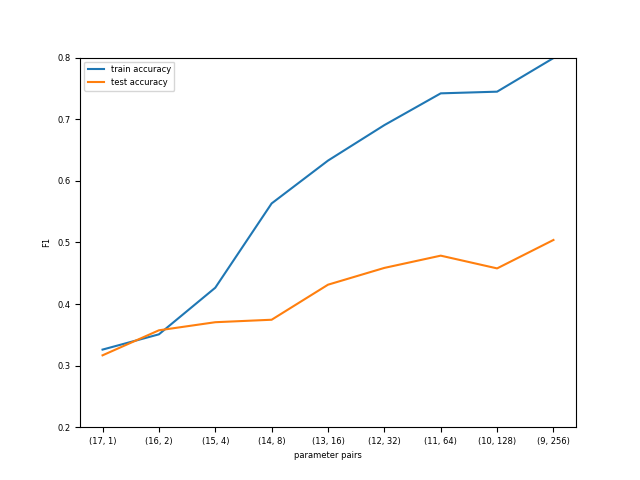 0.8
train accuracy
test accuracy
0.7
0.6
0.5
F1
0.4
0.3
0.2
(17, 1) (16, 2) (15, 4) (14, 8) (13, 16) (12, 32) (11, 64) (10, 128) (9, 256)
parameter pairs